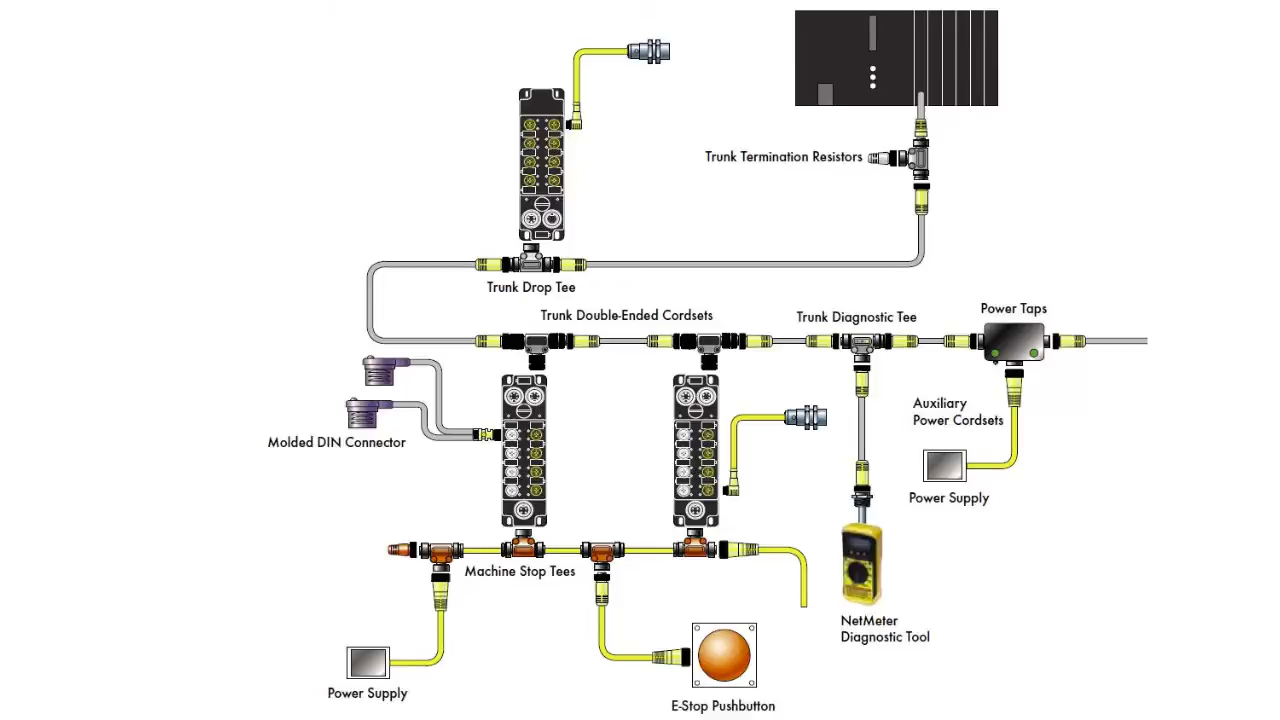 Trunk Termination Resistors
Trunk Drop Tee
Trunk Double-Ended Cordsets
Trunk Diagnostic Tee
Power Taps
Auxiliary
Power Cordsets
Molded DIN Connector
Power Supply
Machine Stop Tees
NetMeter
Diagnostic Tool
Power Supply
E-Stop Pushbutton